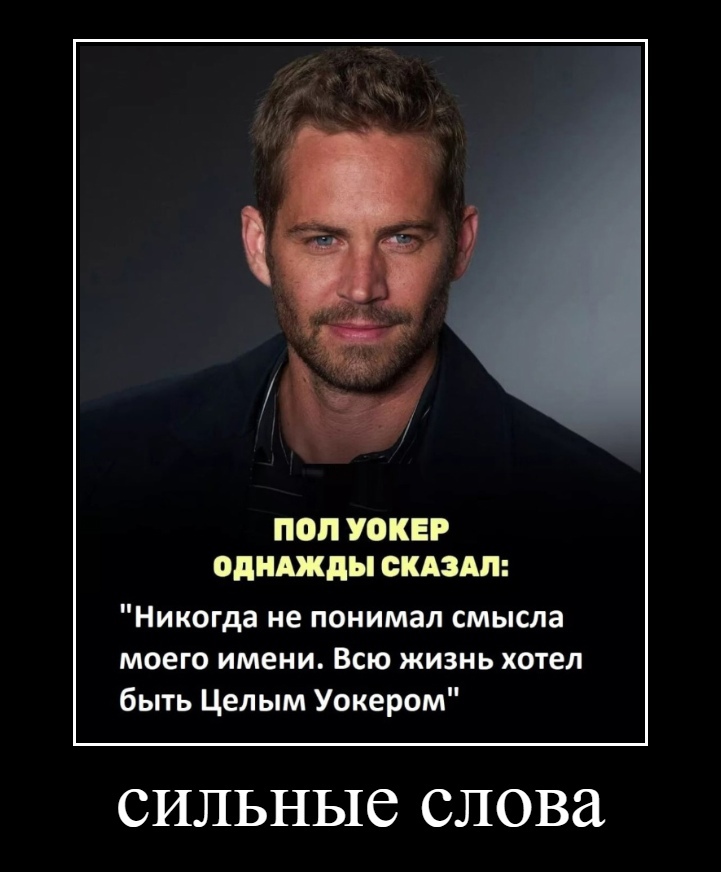 ПОЛ УОКЕР
ОДНАЖДЫ СКАЗАЛ:
"Никогда не понимал смысла
моего имени. Всю жизнь хотел
быть Целым Уокером"
сильные слова